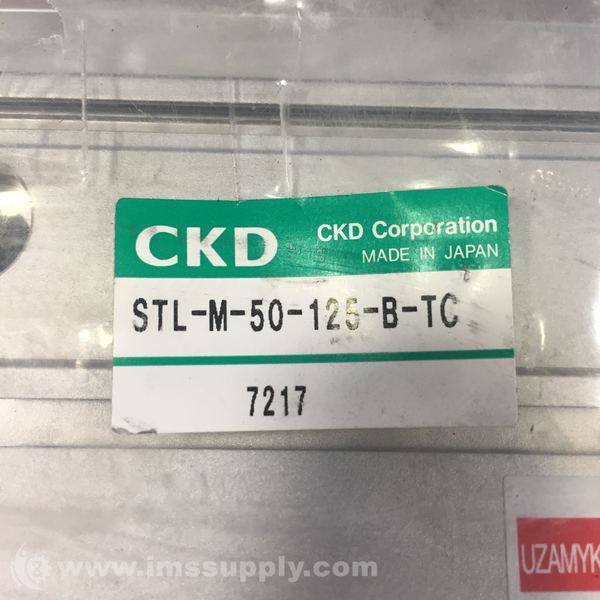 CKD
CKD Corporation
MADE IN JAPAN
STL-M-50-125-B-TC
7217
UZAMYK
www.imssupply.com